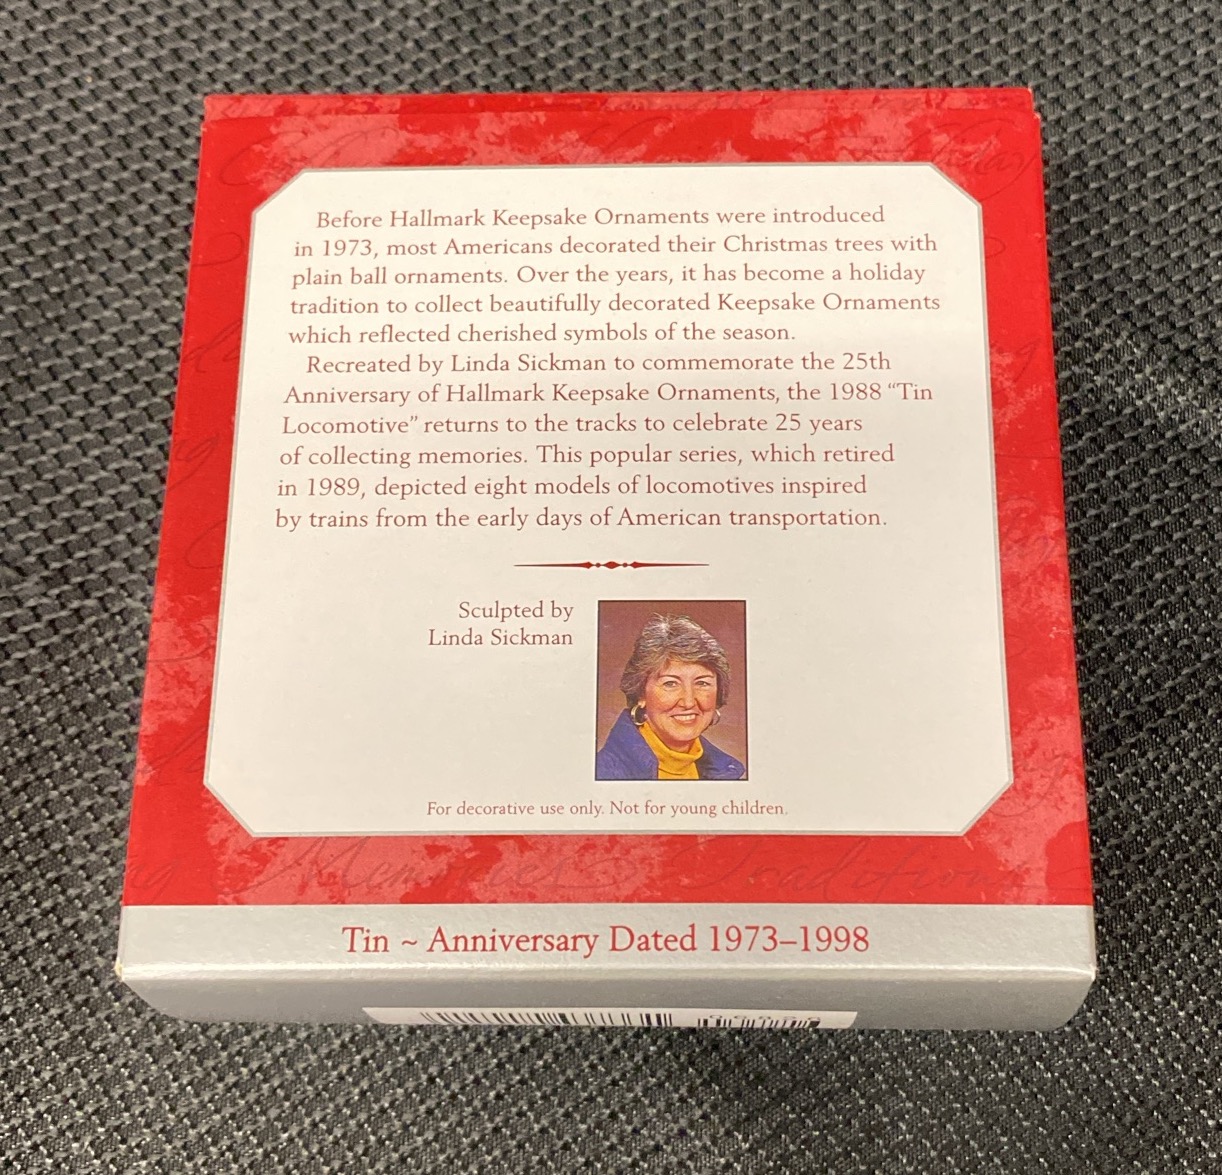 Before Hallmark Keepsake Ornaments were introduced
in 1973, most Americans decorated their Christmas trees with
plain ball ornaments. Over the years, it has become a holiday
tradition to collect beautifully decorated Keepsake Ornaments
which reflected cherished symbols of the season.
Recreated by Linda Sickman to commemorate the 25th
Anniversary of Hallmark Keepsake Ornaments, the 1988 “Tin
Locomotive” returns to the tracks to celebrate 25 years
of collecting memories. This popular series, which retired
in 1989, depicted eight models of locomotives inspired
by trains from the early days of American transportation.
Sculpted by
Linda Sickman
For decorative use only. Not for young children.
Memories Traditions
Tin ~ Anniversary Dated 1973–1998